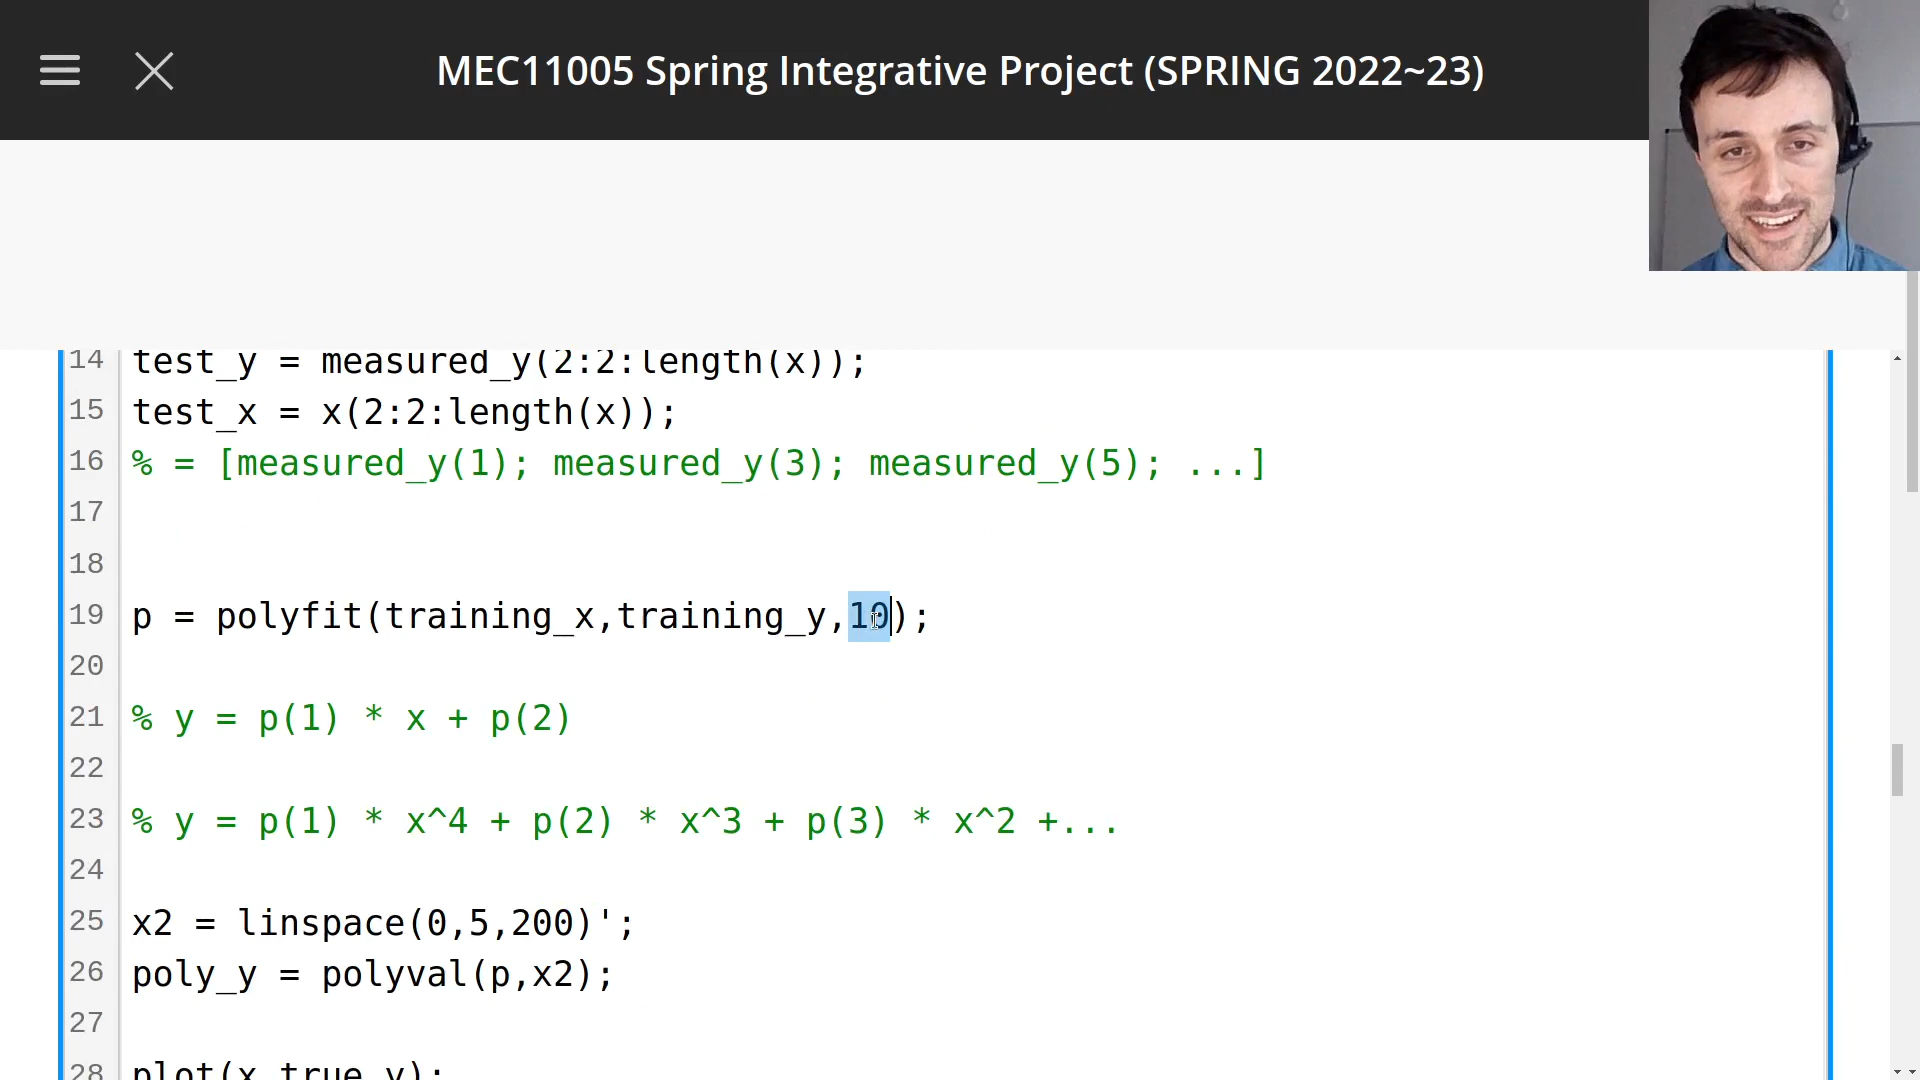 MEC11005 Spring Integrative Project (SPRING 2022~23)
14 test_y = measured_y(2:2:length(x));
15 test_x = x(2:2:length(x));
16 % = [measured_y(1); measured_y(3); measured_y(5); ...]
17
18
19 p = polyfit(training_x,training_y,10);
20
21 % y = p(1) * x + p(2)
22
23 % y = p(1) * x^4 + p(2) * x^3 + p(3) * x^2 +...
24
25 x2 = linspace(0,5,200)';
26 poly_y = polyval(p,x2);
27
28 plot(x,true_y);